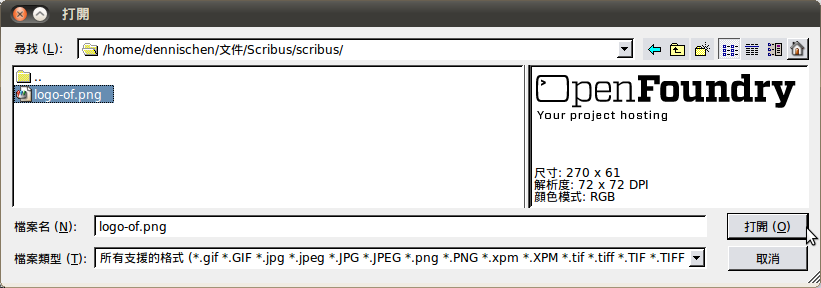 打開
尋找 (L): /home/dennischen/文件/Scribus/scribus/
..
logo-of.png
OpenFoundry
Your project hosting
尺寸: 270 x 61
解析度: 72 x 72 DPI
顏色模式: RGB
檔案名 (N): logo-of.png 打開 (O)
檔案類型 (T): 所有支援的格式 (*.gif *.GIF *.jpg *.jpeg *.JPG *.JPEG *.png *.PNG *.xpm *.XPM *.tif *.tiff *.TIF *.TIFF 取消